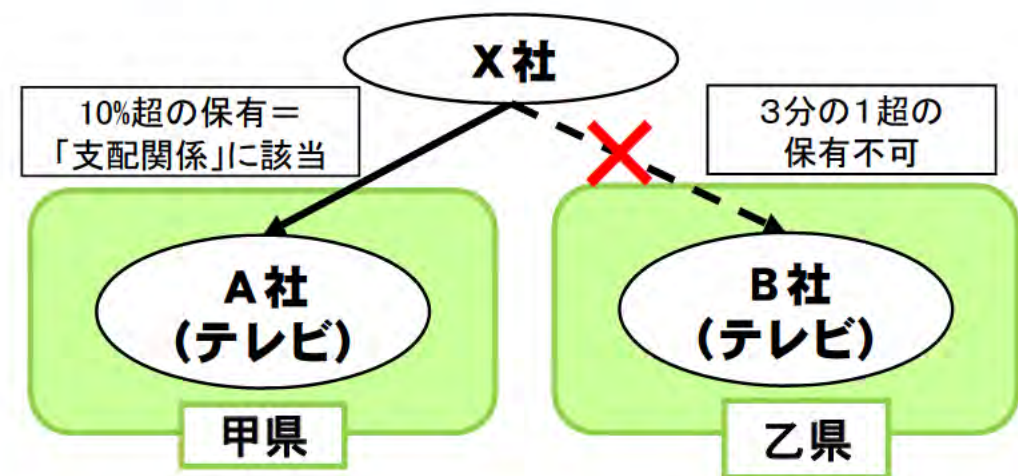 X社
10%超の保有＝
「支配関係」に該当
３分の１超の
保有不可
A社
(テレビ)
B社
(テレビ)
甲県
乙県